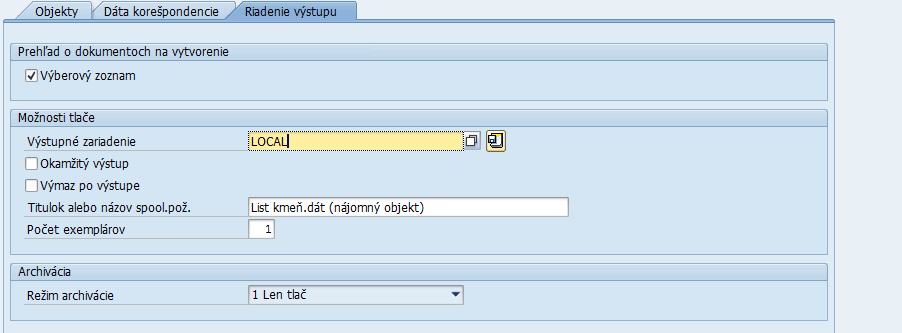 Objekty Dáta korešpondencie Riadenie výstupu
Prehľad o dokumentoch na vytvorenie
Výberový zoznam
Možnosti tlače
Výstupné zariadenie LOCAL
Okamžitý výstup
Výmaz po výstupe
Titulok alebo názov spool.pož. List kmeň.dát (nájomný objekt)
Počet exemplárov 1
Archivácia
Režim archivácie 1 Len tlač